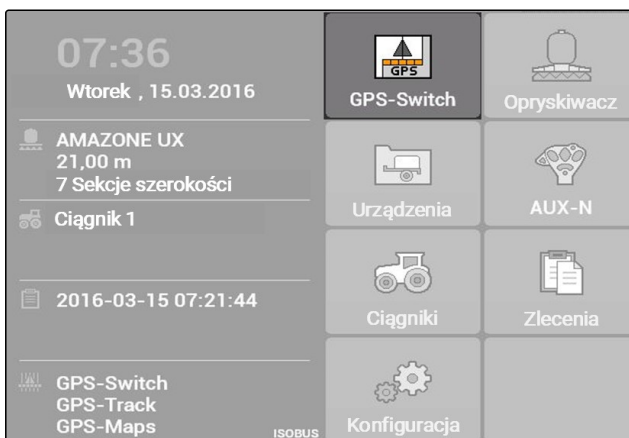 07:36
Wtorek , 15.03.2016
AMAZONE UX
21,00 m
7 Sekcje szerokości
Ciągnik 1
2016-03-15 07:21:44
GPS-Switch
GPS-Track
GPS-Maps
ISOBUS
GPS
GPS-Switch
Opryskiwacz
Urządzenia
AUX-N
Ciągniki
Zlecenia
Konfiguracja